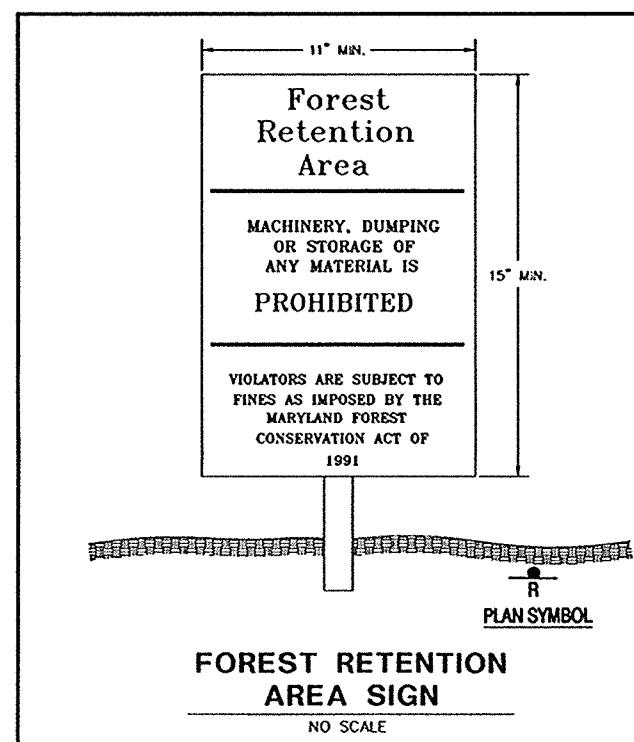 11" MIN.
Forest
Retention
Area
MACHINERY, DUMPING
OR STORAGE OF
ANY MATERIAL IS
PROHIBITED
15" MIN.
VIOLATORS ARE SUBJECT TO
FINES AS IMPOSED BY THE
MARYLAND FOREST
CONSERVATION ACT OF
1991
R
PLAN SYMBOL
FOREST RETENTION
AREA SIGN
NO SCALE